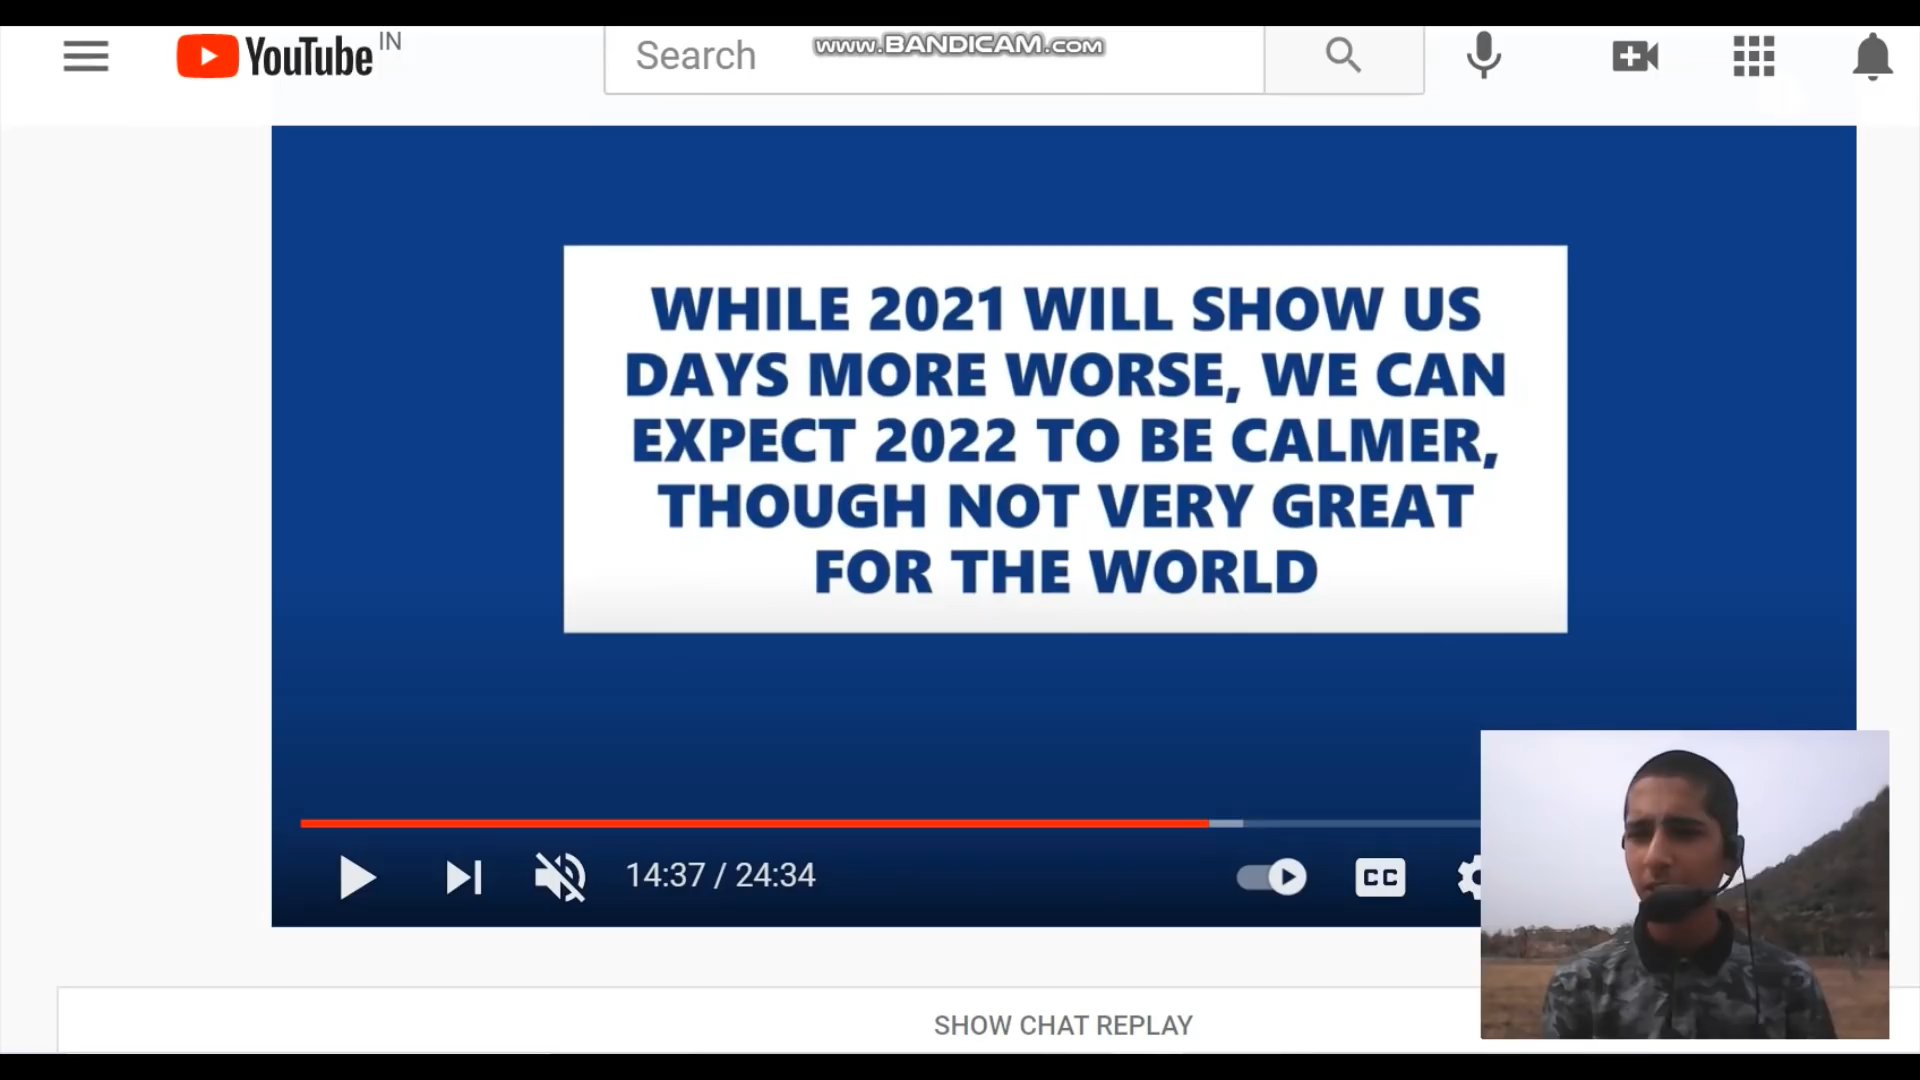 YouTube IN
Search
www.BANDICAM.com
WHILE 2021 WILL SHOW US
DAYS MORE WORSE, WE CAN
EXPECT 2022 TO BE CALMER,
THOUGH NOT VERY GREAT
FOR THE WORLD
14:37 / 24:34
CC
SHOW CHAT REPLAY